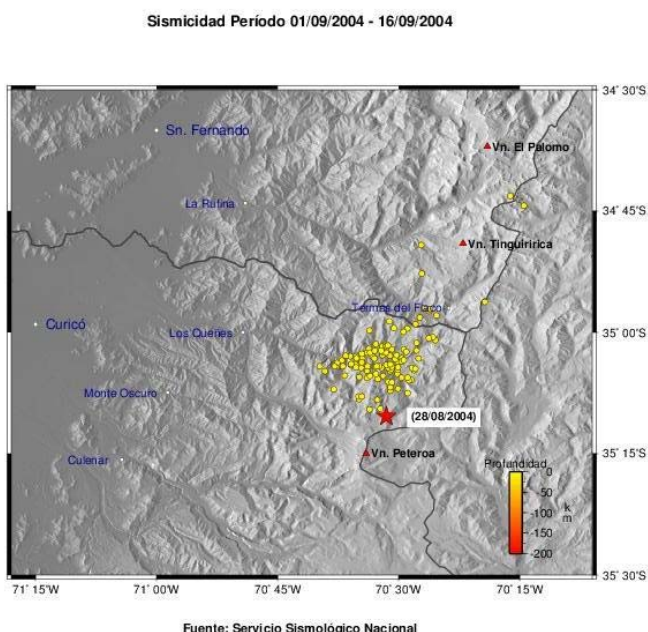 Sismicidad Período 01/09/2004 - 16/09/2004
34˚ 30'S
Sn. Fernando
Vn. El Palomo
La Rufina
34˚ 45'S
Vn. Tinguiririca
Termas del Flaco
Curicó
Los Queñes
35˚ 00'S
Monte Oscuro
(28/08/2004)
Culenar
Vn. Peteroa
35˚ 15'S
Profundidad
0
-50
-100
-150
-200
k
m
35˚ 30'S
71˚ 15'W
71˚ 00'W
70˚ 45'W
70˚ 30'W
70˚ 15'W
Fuente: Servicio Sismológico Nacional